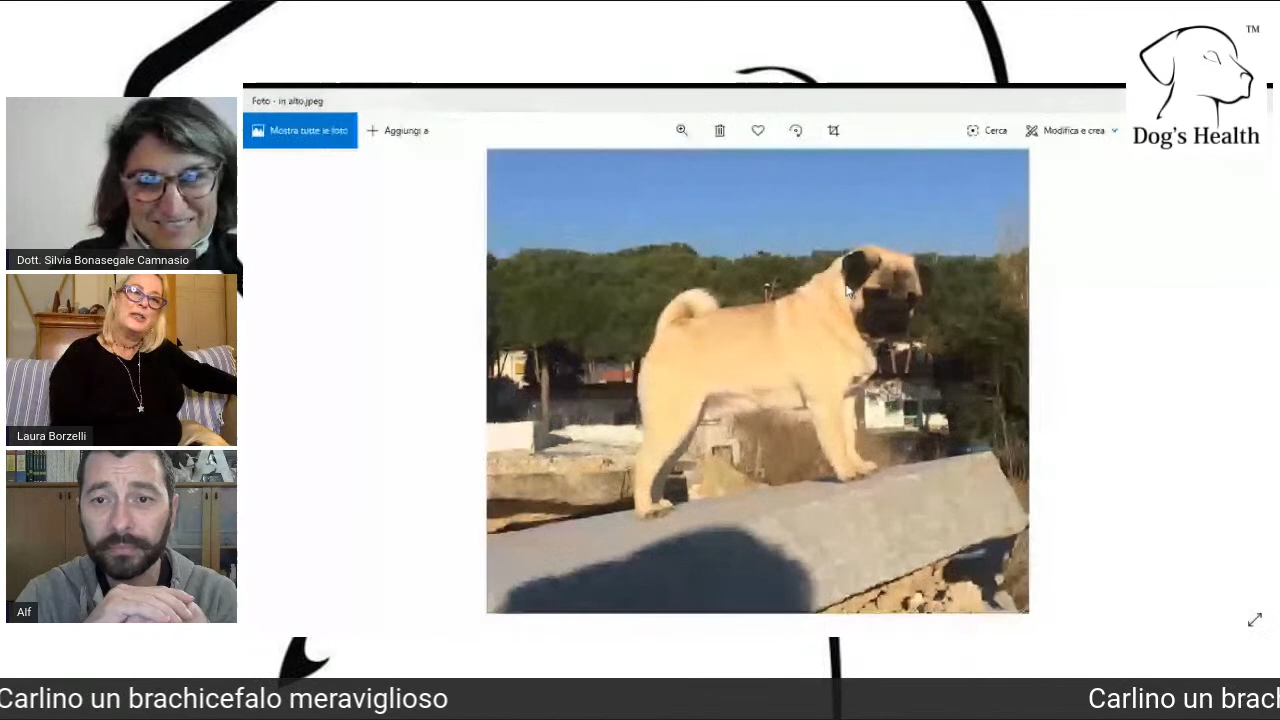 TM
Dog's Health
Foto - in alto.jpeg
Mostra tutte le foto
Aggiungi a
Cerca
Modifica e crea
Dott. Silvia Bonasegale Camnasio
Laura Borzelli
A
Alf
Carlino un brachicefalo meraviglioso
Carlino un brach